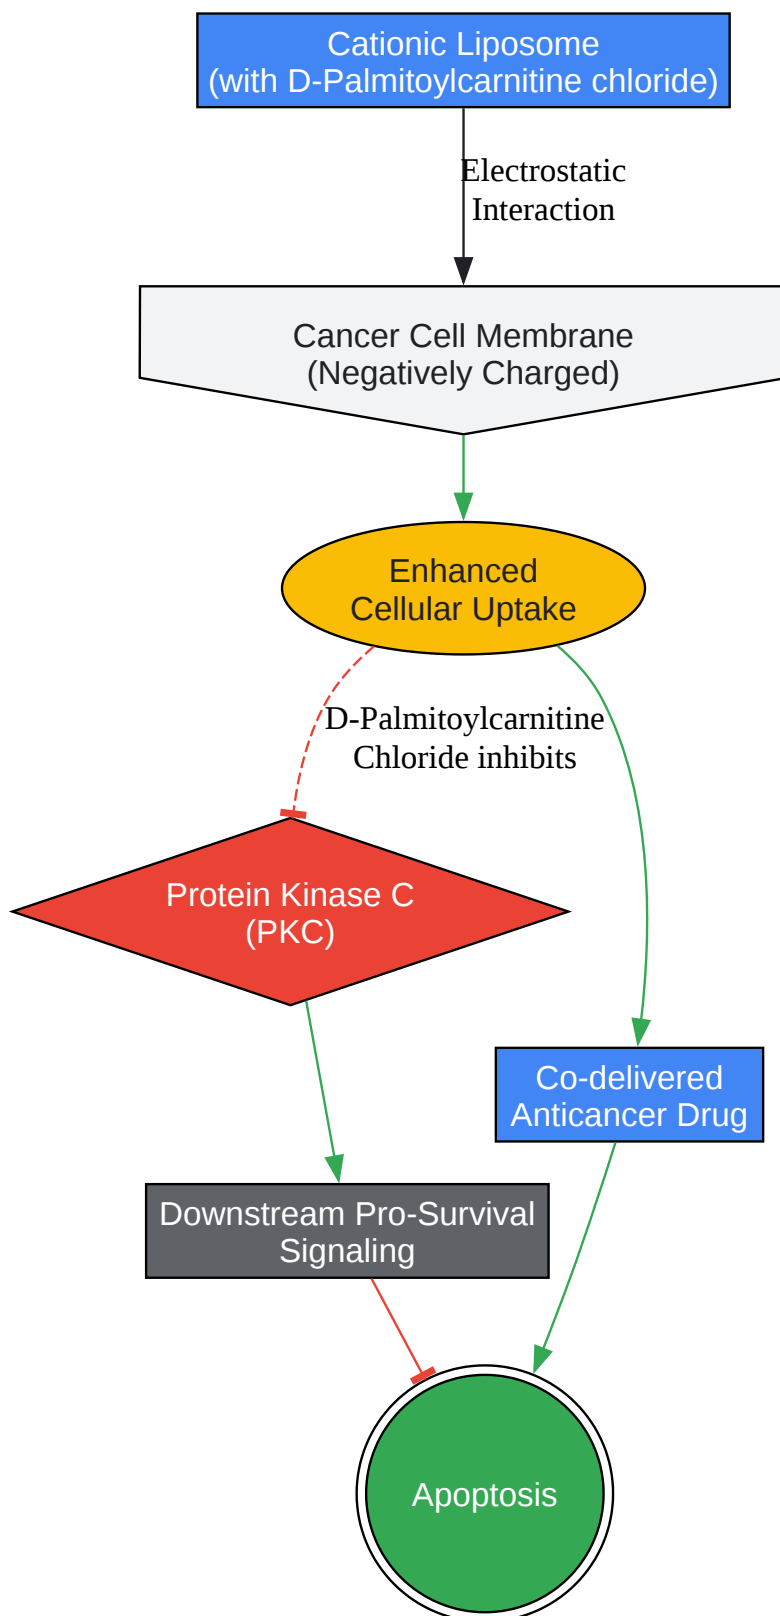 Cationic Liposome
(with D-Palmitoylcarnitine chloride)
Electrostatic
Interaction
Cancer Cell Membrane
(Negatively Charged)
Enhanced
Cellular Uptake
D-Palmitoylcarnitine
Chloride inhibits
Protein Kinase C
(PKC)
Co-delivered
Anticancer Drug
Downstream Pro-Survival
Signaling
Apoptosis